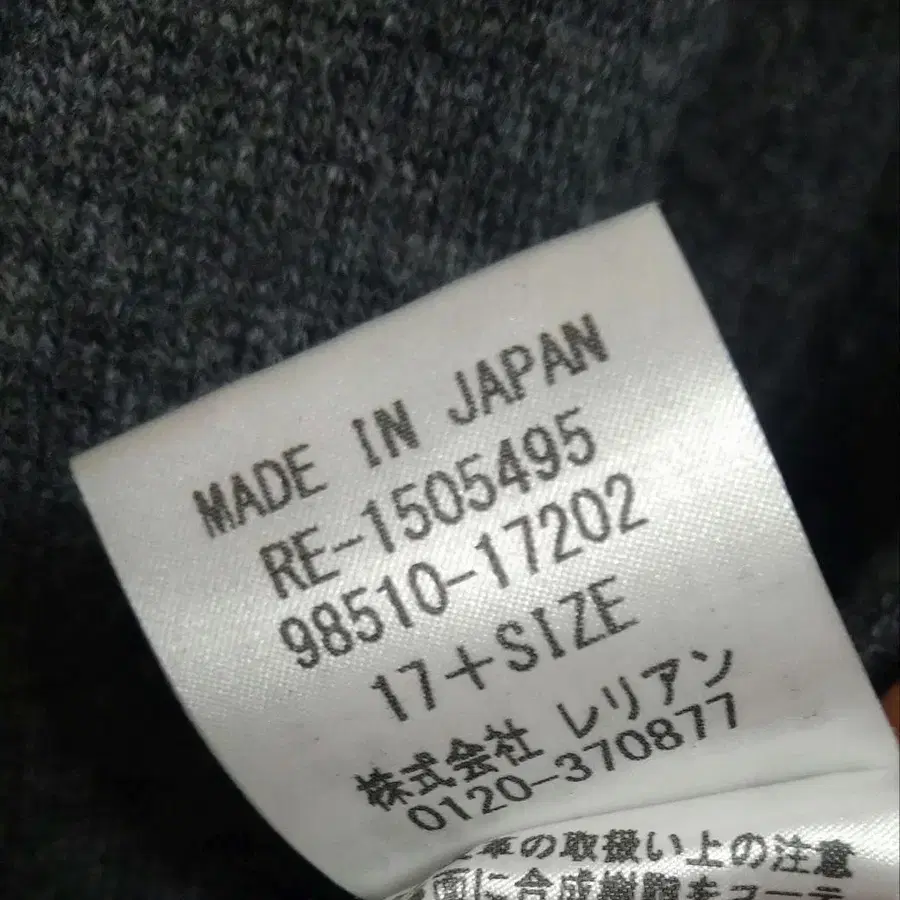 MADE IN JAPAN
RE-1505495
98510-17202
17+SIZE
株式会社 レリアン
0120-370877
革の取扱い上の注意
面に合成樹脂をコーテ